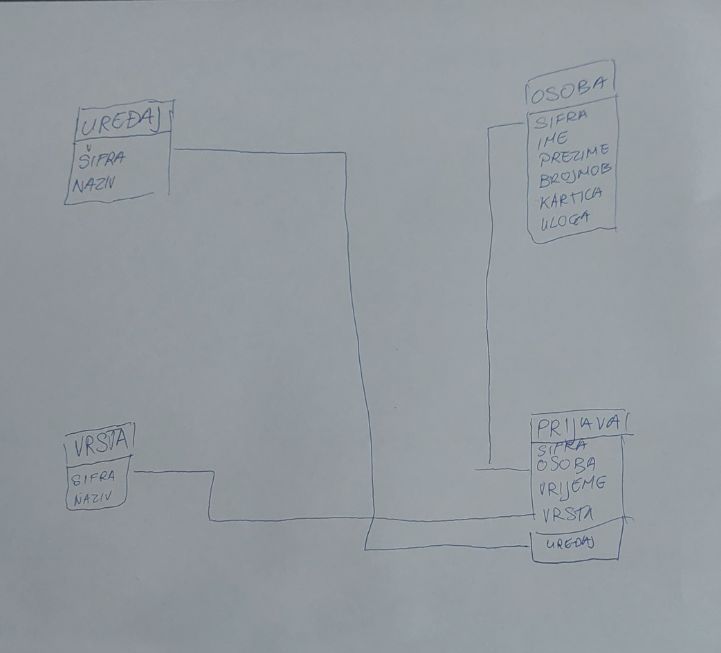 UREĐAJ
ŠIFRA
NAZIV
OSOBA
ŠIFRA
IME
PREZIME
BROJMOB
KARTICA
ULOGA
VRSTA
ŠIFRA
NAZIV
PRIJAVA
ŠIFRA
OSOBA
VRIJEME
VRSTA
UREĐAJ